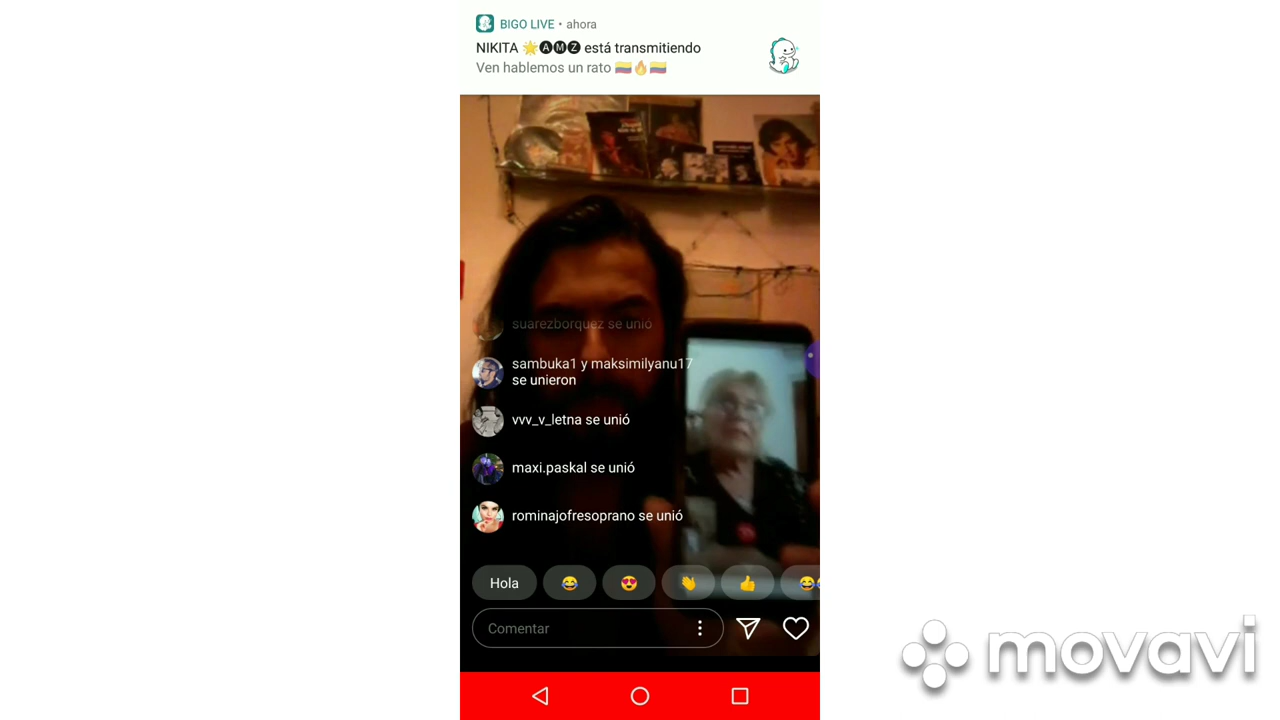 BIGO LIVE • ahora
NIKITA 🌟🅐🅜🅩 está transmitiendo
Ven hablemos un rato 🇨🇴🔥🇨🇴
suarezborquez se unió
sambuka1 y maksimilyanu17
se unieron
vvv_v_letna se unió
maxi.paskal se unió
rominajofresoprano se unió
Hola 😂 😍 👏 👍 😂
Comentar
movavi